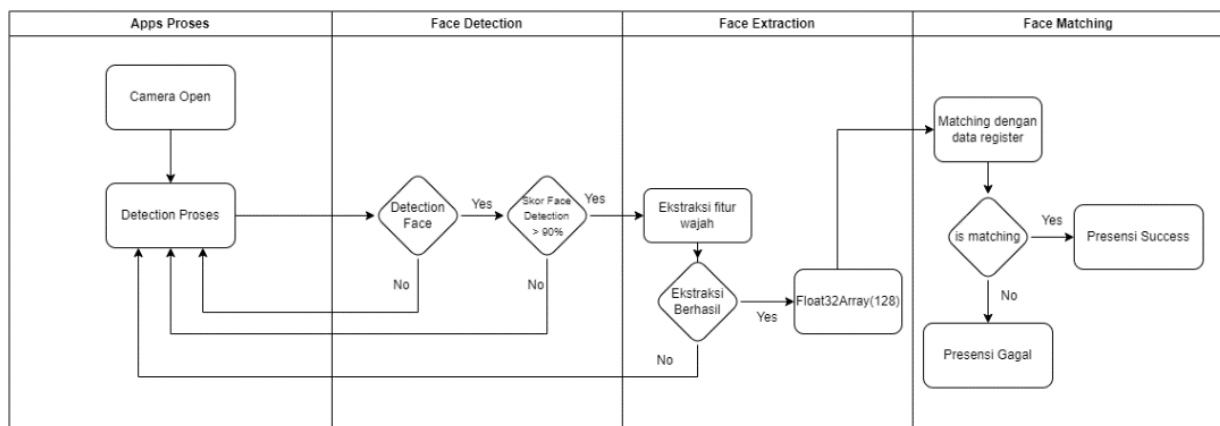 Apps Proses
Face Detection
Face Extraction
Face Matching
Camera Open
Detection Proses
Detection
Face
Yes
No
Skor Face
Detection
> 90%
Yes
No
Ekstraksi fitur
wajah
Ekstraksi
Berhasil
Yes
No
Float32Array(128)
Matching dengan
data register
is matching
Yes
No
Presensi Success
Presensi Gagal